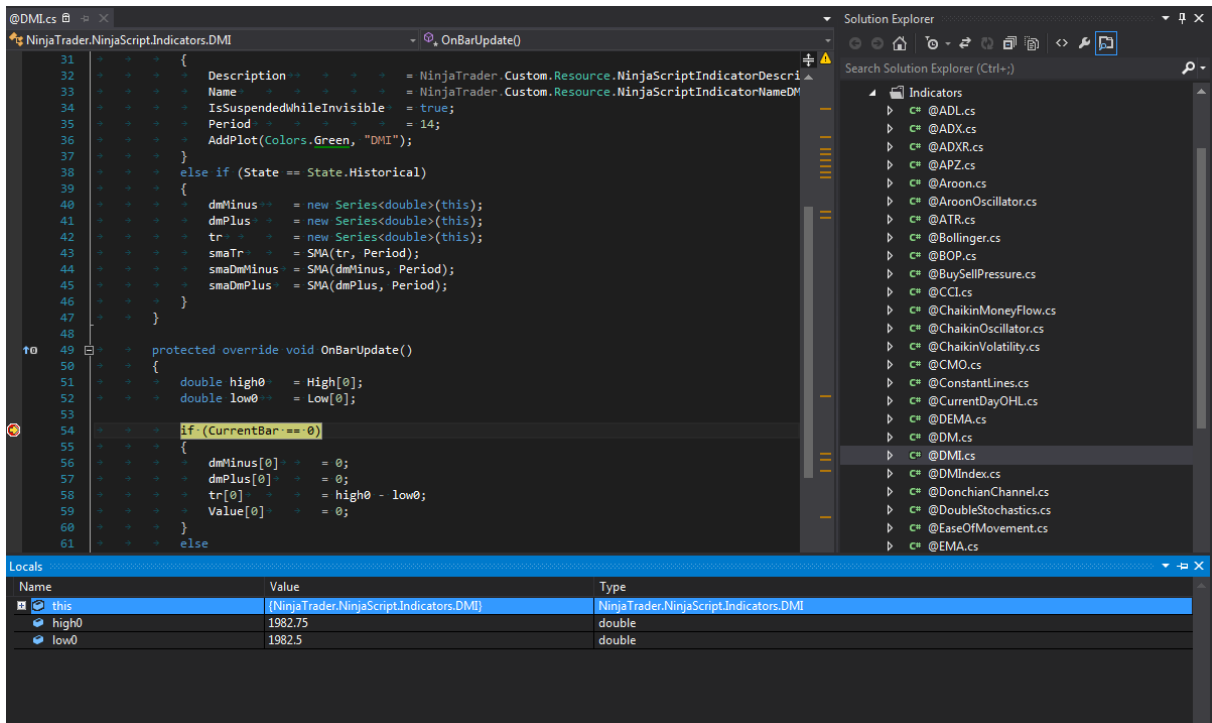 @DMI.cs
NinjaTrader.NinjaScript.Indicators.DMI
OnBarUpdate()
31 {
32 Description = NinjaTrader.Custom.Resource.NinjaScriptIndicatorDescri
33 Name = NinjaTrader.Custom.Resource.NinjaScriptIndicatorNameDM
34 IsSuspendedWhileInvisible = true;
35 Period = 14;
36 AddPlot(Colors.Green, "DMI");
37 }
38 else if (State == State.Historical)
39 {
40 dmMinus = new Series<double>(this);
41 dmPlus = new Series<double>(this);
42 tr = new Series<double>(this);
43 smaTr = SMA(tr, Period);
44 smaDmMinus = SMA(dmMinus, Period);
45 smaDmPlus = SMA(dmPlus, Period);
46 }
47 }
48
49 protected override void OnBarUpdate()
50 {
51 double high0 = High[0];
52 double low0 = Low[0];
53
54 if (CurrentBar == 0)
55 {
56 dmMinus[0] = 0;
57 dmPlus[0] = 0;
58 tr[0] = high0 - low0;
59 Value[0] = 0;
60 }
61 else
Solution Explorer
Search Solution Explorer (Ctrl+;)
Indicators
C# @ADL.cs
C# @ADX.cs
C# @ADXR.cs
C# @APZ.cs
C# @Aroon.cs
C# @AroonOscillator.cs
C# @ATR.cs
C# @Bollinger.cs
C# @BOP.cs
C# @BuySellPressure.cs
C# @CCI.cs
C# @ChaikinMoneyFlow.cs
C# @ChaikinOscillator.cs
C# @ChaikinVolatility.cs
C# @CMO.cs
C# @ConstantLines.cs
C# @CurrentDayOHL.cs
C# @DEMA.cs
C# @DM.cs
C# @DMI.cs
C# @DMIndex.cs
C# @DonchianChannel.cs
C# @DoubleStochastics.cs
C# @EaseOfMovement.cs
C# @EMA.cs
Locals
Name Value Type
this {NinjaTrader.NinjaScript.Indicators.DMI} NinjaTrader.NinjaScript.Indicators.DMI
high0 1982.75 double
low0 1982.5 double